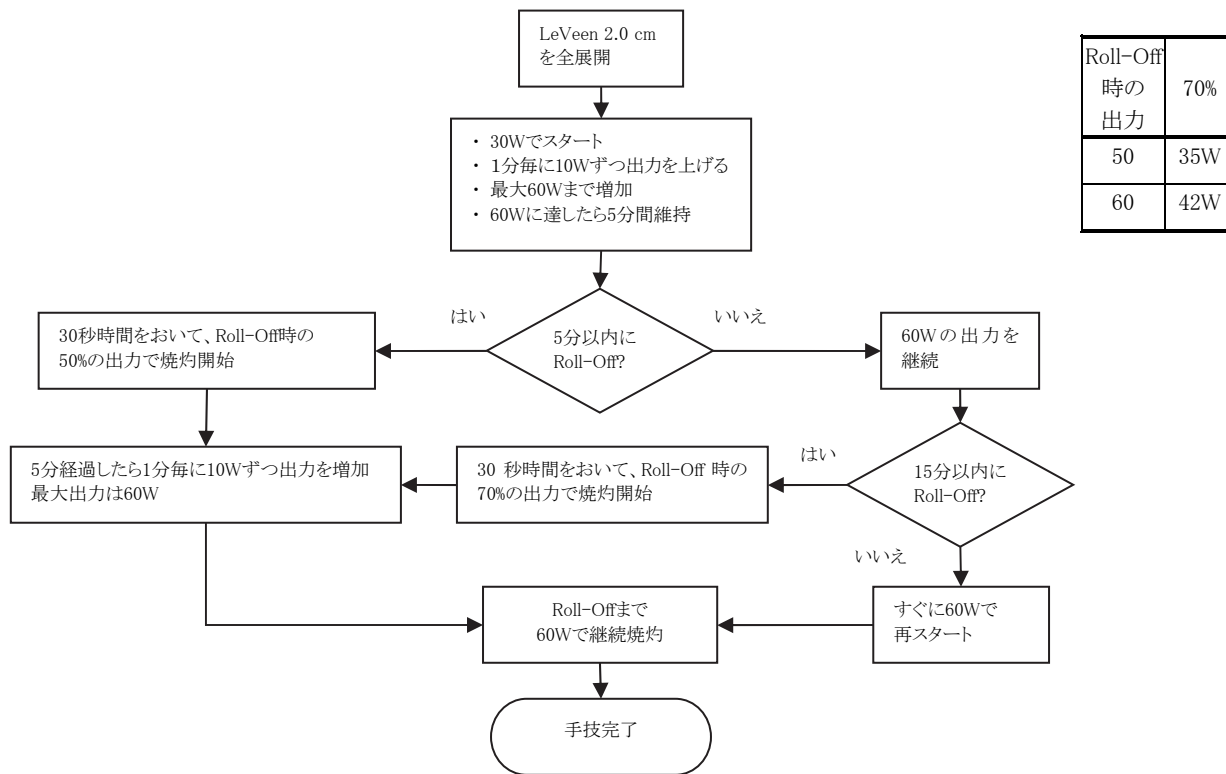 LeVeen 2.0 cm
を全展開
Roll-Off
時の
出力
70%
50 35W
60 42W
・ 30Wでスタート
・ 1分毎に10Wずつ出力を上げる
・ 最大60Wまで増加
・ 60Wに達したら5分間維持
はい
いいえ
5分以内に
Roll-Off?
30秒時間をおいて、Roll-Off時の
50%の出力で焼灼開始
60Wの出力を
継続
5分経過したら1分毎に10Wずつ出力を増加
最大出力は60W
30 秒時間をおいて、Roll-Off 時の
70%の出力で焼灼開始
はい
15分以内に
Roll-Off?
いいえ
Roll-Offまで
60Wで継続焼灼
すぐに60Wで
再スタート
手技完了